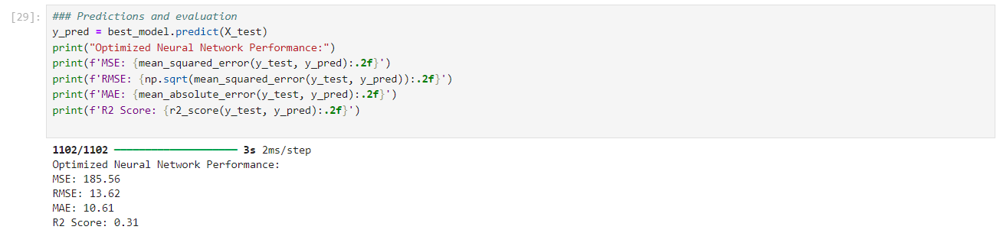 [29]: ### Predictions and evaluation
y_pred = best_model.predict(X_test)
print("Optimized Neural Network Performance:")
print(f'MSE: {mean_squared_error(y_test, y_pred):.2f}')
print(f'RMSE: {np.sqrt(mean_squared_error(y_test, y_pred)):.2f}')
print(f'MAE: {mean_absolute_error(y_test, y_pred):.2f}')
print(f'R2 Score: {r2_score(y_test, y_pred):.2f}')
1102/1102 ━━━━━━━━━━━━━━━━━━━━ 3s 2ms/step
Optimized Neural Network Performance:
MSE: 185.56
RMSE: 13.62
MAE: 10.61
R2 Score: 0.31